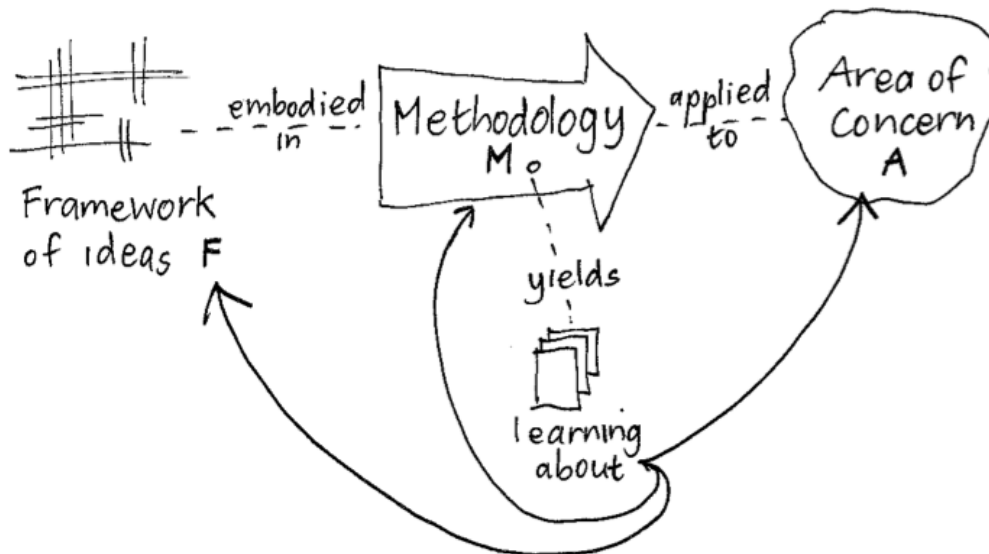 Framework
of ideas F
embodied
in
Methodology
M
applied
to
Area of
Concern
A
yields
learning
about